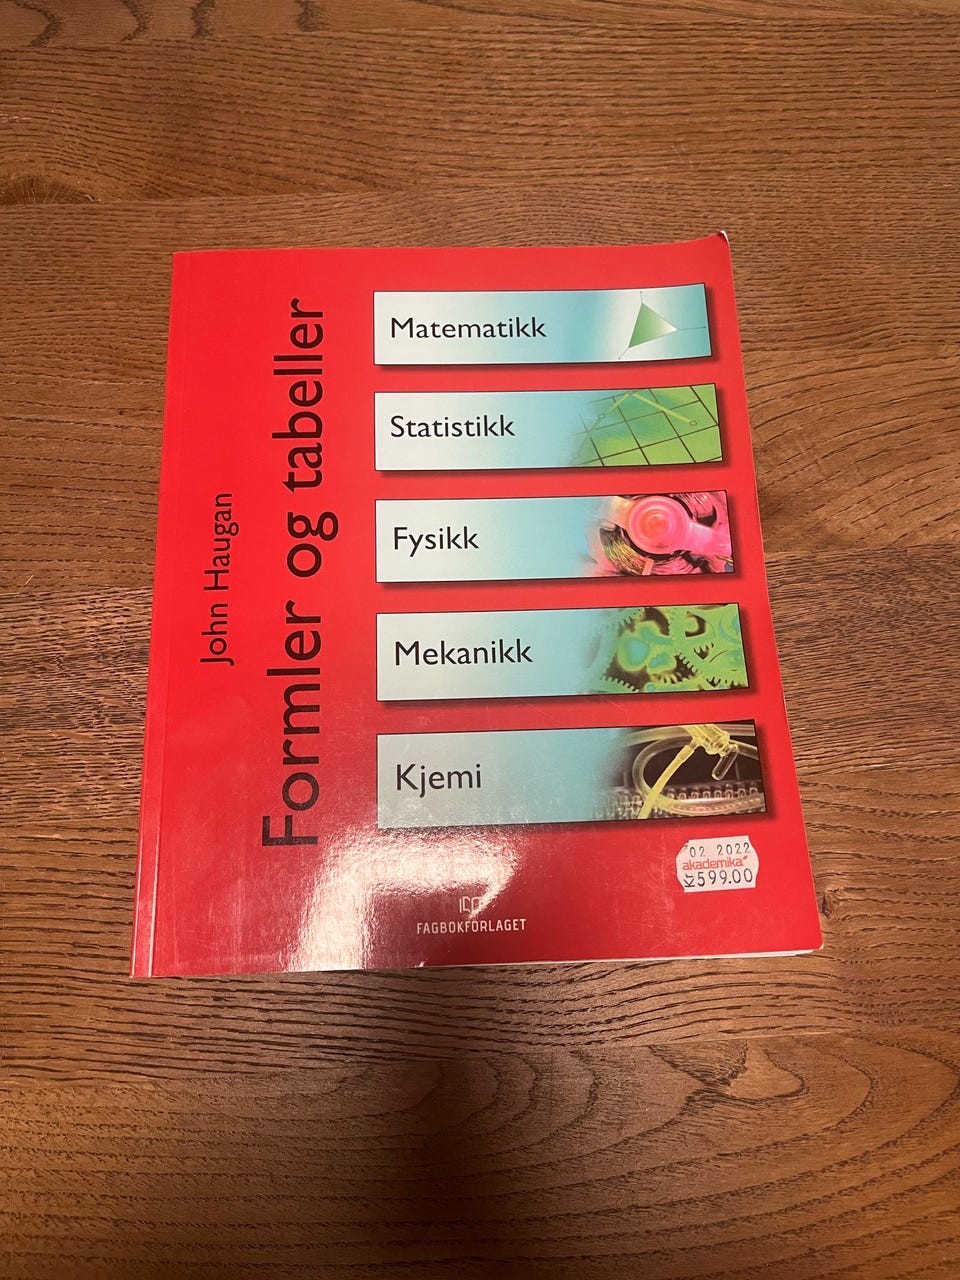 John Haugan
Formler og tabeller
Matematikk
Statistikk
Fysikk
Mekanikk
Kjemi
02 2022
akademika
Kr599.00
FAGBOKFORLAGET